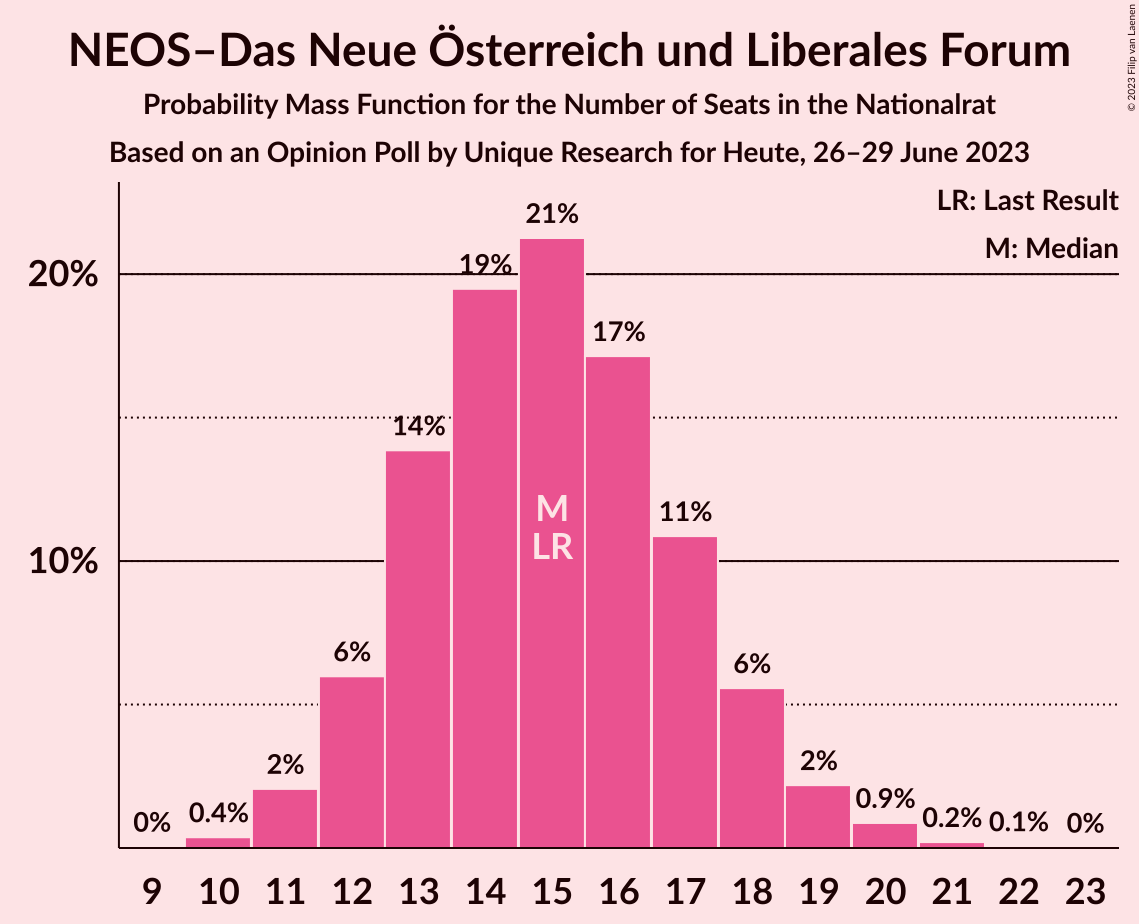 NEOS–Das Neue Österreich und Liberales Forum
Probability Mass Function for the Number of Seats in the Nationalrat
Based on an Opinion Poll by Unique Research for Heute, 26–29 June 2023
© 2023 Filip van Laenen
LR: Last Result
M: Median
20%
10%
0%
0.4%
2%
6%
14%
19%
21%
17%
11%
6%
2%
0.9%
0.2%
0.1%
0%
M
LR
9 10 11 12 13 14 15 16 17 18 19 20 21 22 23